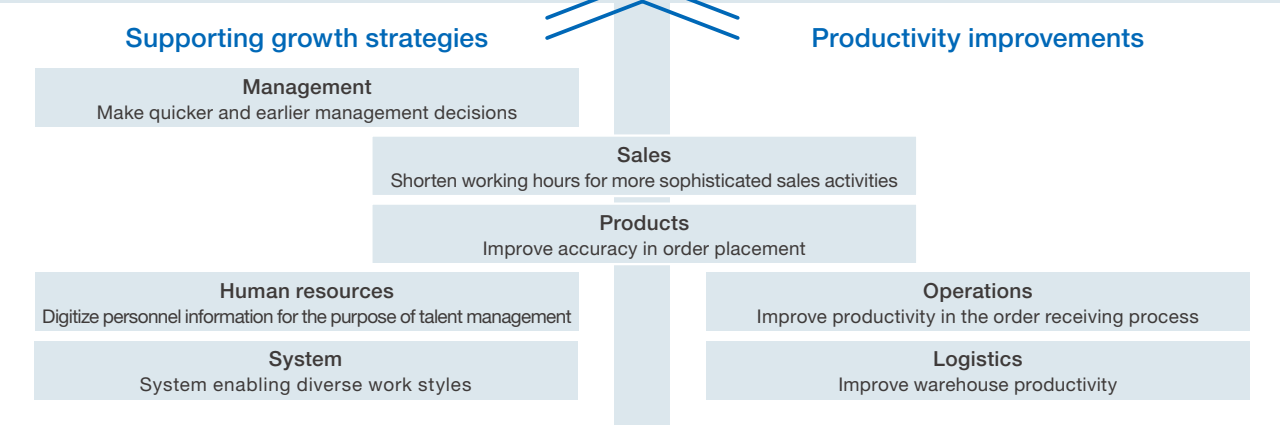 Supporting growth strategies
Productivity improvements
Management
Make quicker and earlier management decisions
Sales
Shorten working hours for more sophisticated sales activities
Products
Improve accuracy in order placement
Human resources
Digitize personnel information for the purpose of talent management
Operations
Improve productivity in the order receiving process
System
System enabling diverse work styles
Logistics
Improve warehouse productivity